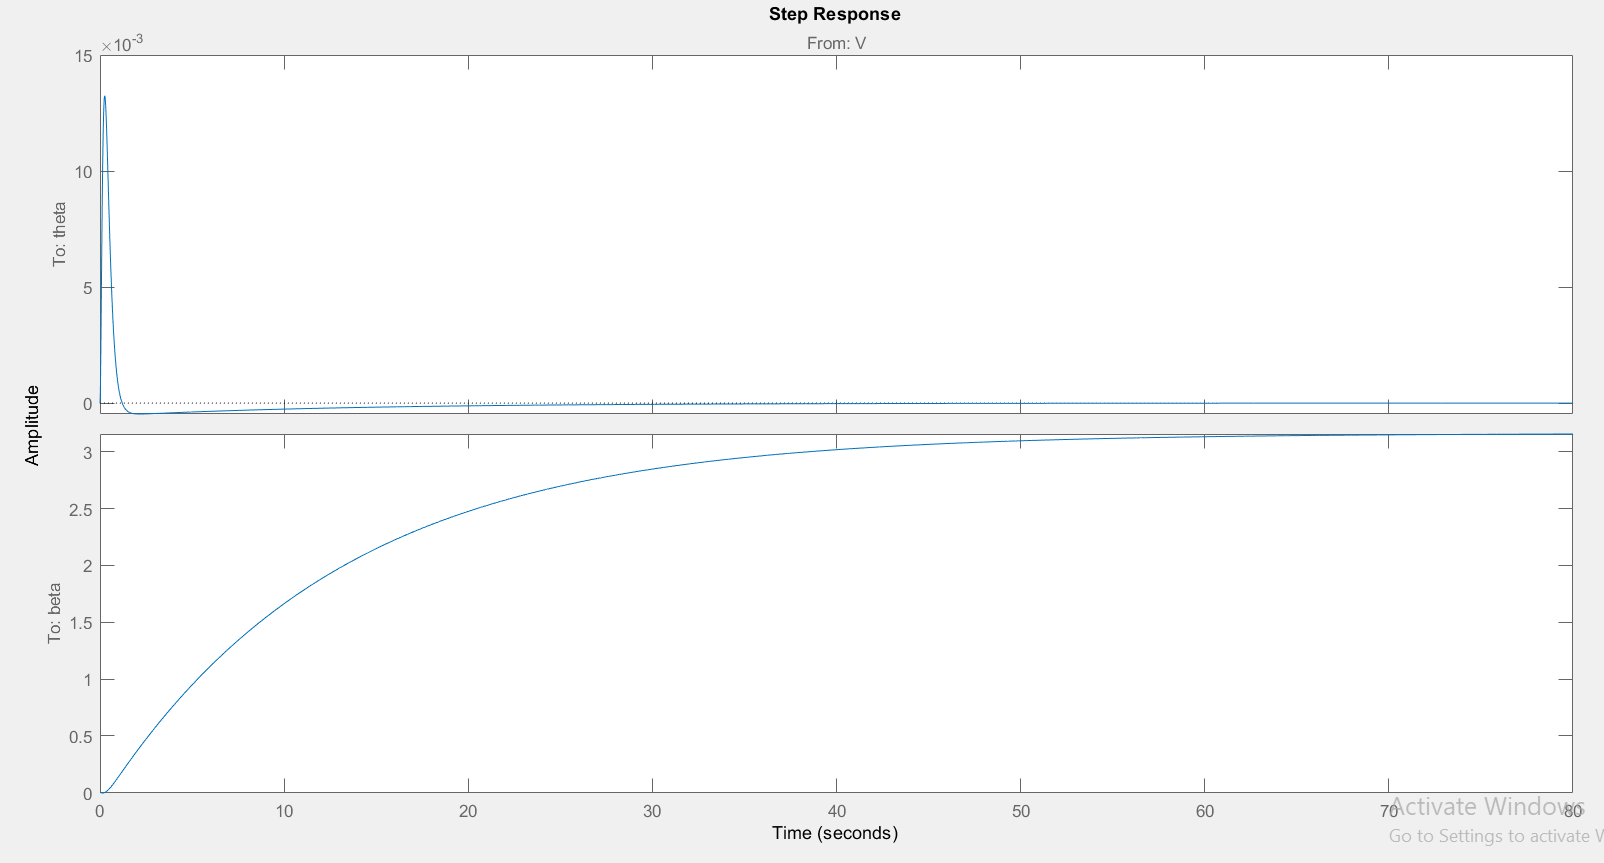 Step Response
From: V
×10⁻³
15
10
5
0
To: theta
Amplitude
3
2.5
2
1.5
1
0.5
0
To: beta
0 10 20 30 40 50 60 70 80
Time (seconds)
Activate Windows
Go to Settings to activate W